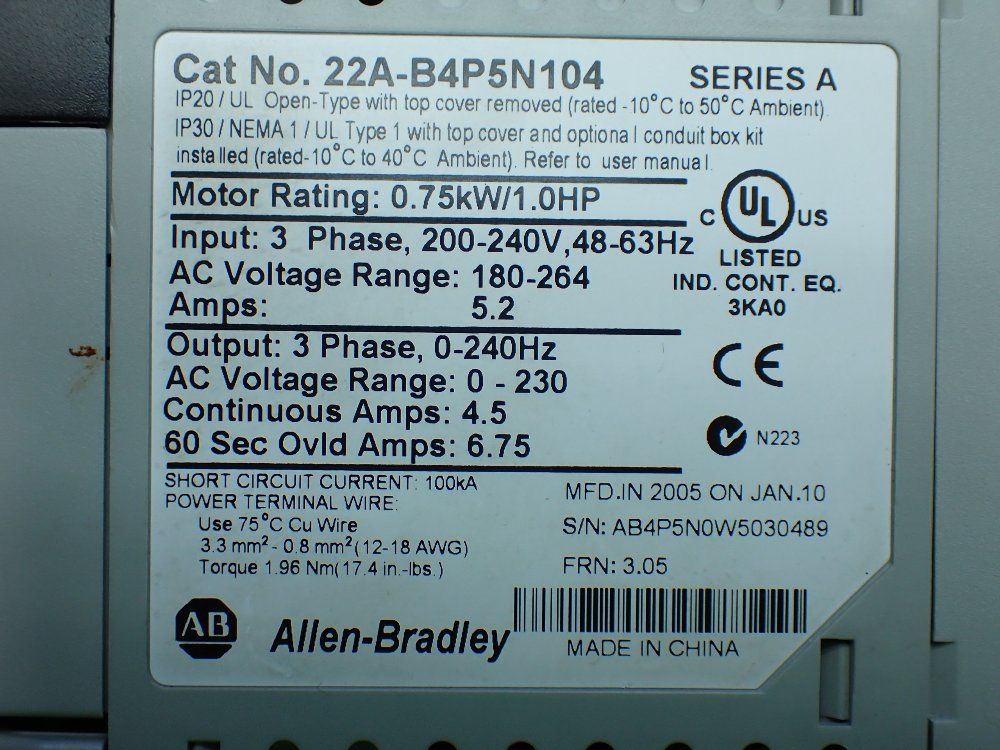 Cat No. 22A-B4P5N104 SERIES A
IP20 / UL Open-Type with top cover removed (rated -10°C to 50°C Ambient).
IP30 / NEMA 1 / UL Type 1 with top cover and optional conduit box kit
installed (rated-10°C to 40°C Ambient). Refer to user manual.
Motor Rating: 0.75kW/1.0HP
Input: 3 Phase, 200-240V,48-63Hz
AC Voltage Range: 180-264
Amps: 5.2
C UL US
LISTED
IND. CONT. EQ.
3KA0
Output: 3 Phase, 0-240Hz
AC Voltage Range: 0 - 230
Continuous Amps: 4.5
60 Sec Ovld Amps: 6.75
CE
N223
SHORT CIRCUIT CURRENT: 100kA
POWER TERMINAL WIRE:
Use 75°C Cu Wire
3.3 mm² - 0.8 mm² (12-18 AWG)
Torque 1.96 Nm(17.4 in.-lbs.)
MFD.IN 2005 ON JAN.10
S/N: AB4P5N0W5030489
FRN: 3.05
AB Allen-Bradley
MADE IN CHINA